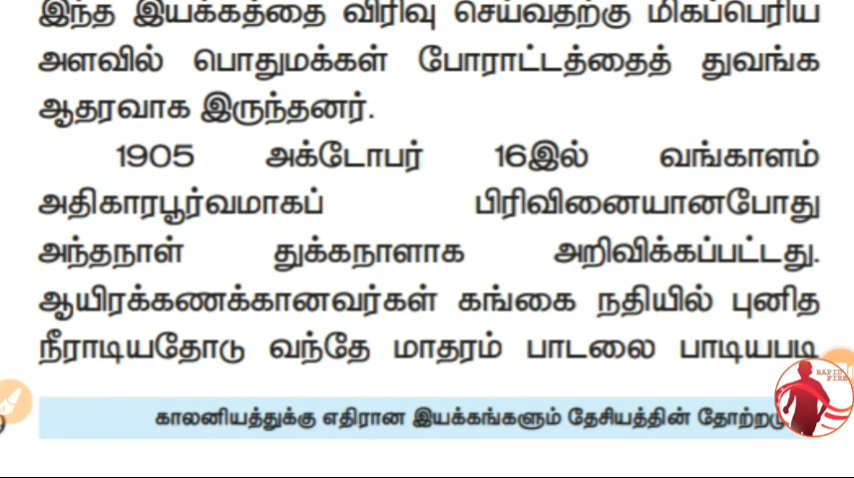 இந்த இயக்கத்தை விரிவு செய்வதற்கு மிகப்பெரிய
அளவில் பொதுமக்கள் போராட்டத்தைத் துவங்க
ஆதரவாக இருந்தனர்.
1905 அக்டோபர் 16இல் வங்காளம்
அதிகாரபூர்வமாகப் பிரிவினையானபோது
அந்தநாள் துக்கநாளாக அறிவிக்கப்பட்டது.
ஆயிரக்கணக்கானவர்கள் கங்கை நதியில் புனித
நீராடியதோடு வந்தே மாதரம் பாடலை பாடியபடி
RAPID
FIRE
காலனியத்துக்கு எதிரான இயக்கங்களும் தேசியத்தின்